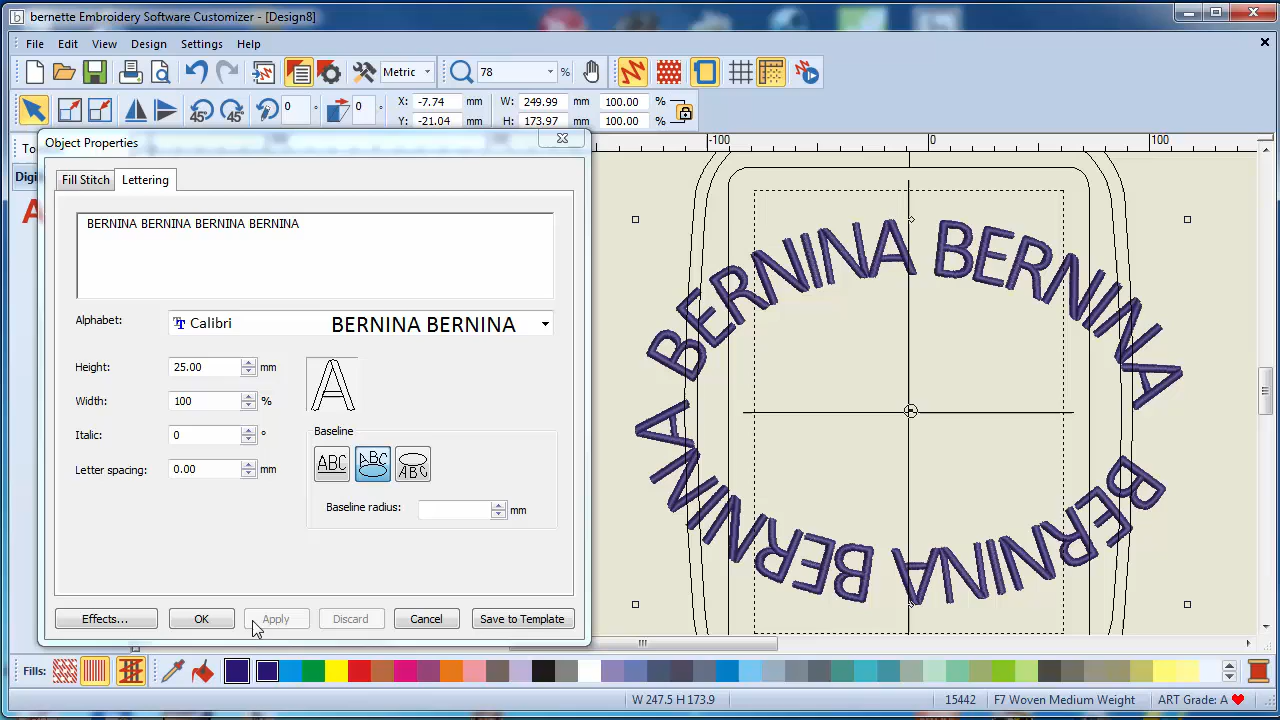 b bernette Embroidery Software Customizer - [Design8]
File Edit View Design Settings Help
Metric 78 %
45° 45° 0 ° 0 ° X: -7.74 mm W: 249.99 mm 100.00 %
Y: -21.04 mm H: 173.97 mm 100.00 %
Object Properties
To
Digi
A
Fill Stitch Lettering
BERNINA BERNINA BERNINA BERNINA
Alphabet: Calibri BERNINA BERNINA
Height: 25.00 mm
Width: 100 %
Italic: 0 °
Letter spacing: 0.00 mm
A
Baseline
ABC ABC ABC
Baseline radius: mm
Effects... OK Apply Discard Cancel Save to Template
-100 0 100
BERNINA BERNINA
BERNINA BERNINA
Fills:
W 247.5 H 173.9 15442 F7 Woven Medium Weight ART Grade: A